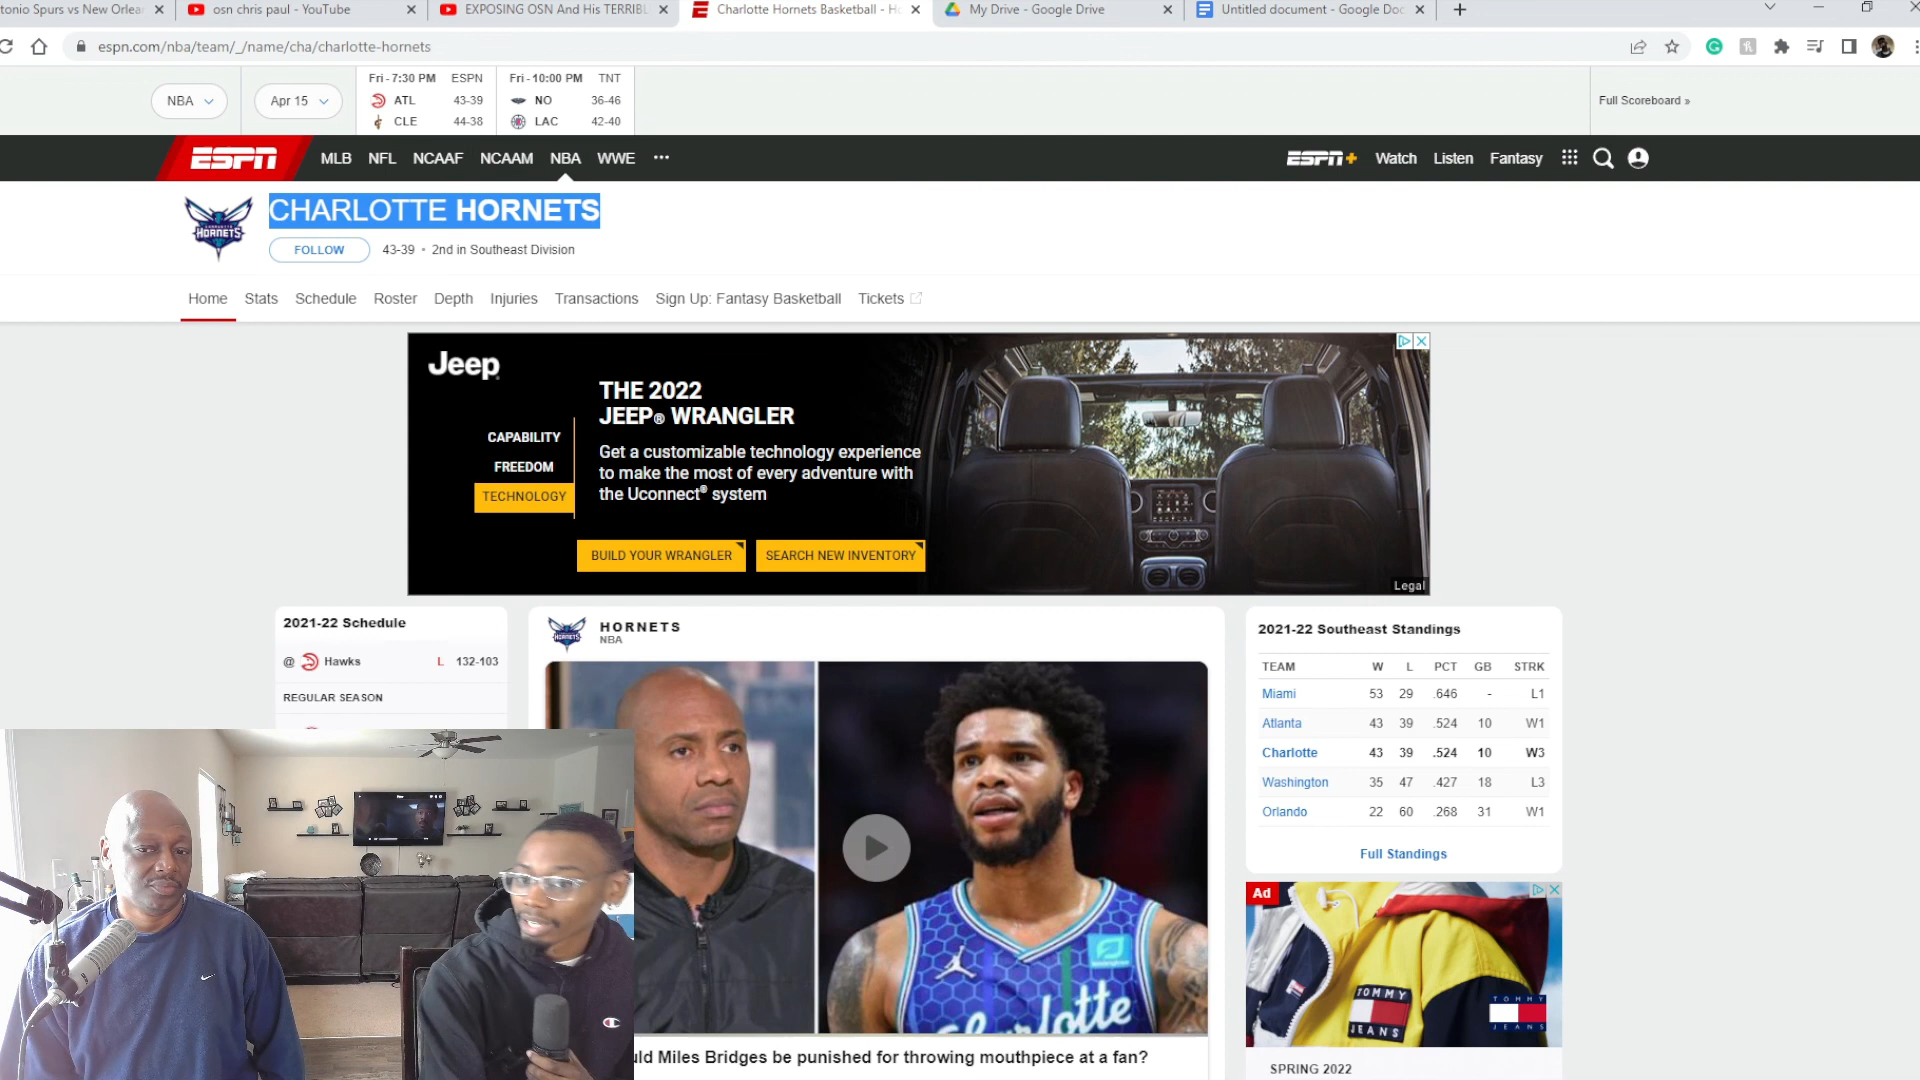 tonio Spurs vs New Orlea
osn chris paul - YouTube
EXPOSING OSN And His TERRIBL
Charlotte Hornets Basketball - Ho
My Drive - Google Drive
Untitled document - Google Doc
espn.com/nba/team/_/name/cha/charlotte-hornets
NBA
Apr 15
Fri - 7:30 PM ESPN
ATL 43-39
CLE 44-38
Fri - 10:00 PM TNT
NO 36-46
LAC 42-40
Full Scoreboard »
ESPN MLB NFL NCAAF NCAAM NBA WWE ···
ESPN+ Watch Listen Fantasy
HORNETS
CHARLOTTE HORNETS
FOLLOW 43-39 • 2nd in Southeast Division
Home Stats Schedule Roster Depth Injuries Transactions Sign Up: Fantasy Basketball Tickets
Jeep
THE 2022
JEEP® WRANGLER
CAPABILITY
FREEDOM
TECHNOLOGY
Get a customizable technology experience
to make the most of every adventure with
the Uconnect® system
BUILD YOUR WRANGLER
SEARCH NEW INVENTORY
Legal
2021-22 Schedule
@ Hawks L 132-103
REGULAR SEASON
HORNETS
NBA
Charlotte
uld Miles Bridges be punished for throwing mouthpiece at a fan?
2021-22 Southeast Standings
TEAM W L PCT GB STRK
Miami 53 29 .646 - L1
Atlanta 43 39 .524 10 W1
Charlotte 43 39 .524 10 W3
Washington 35 47 .427 18 L3
Orlando 22 60 .268 31 W1
Full Standings
Ad
TOMMY
JEANS
TOMMY
JEANS
SPRING 2022